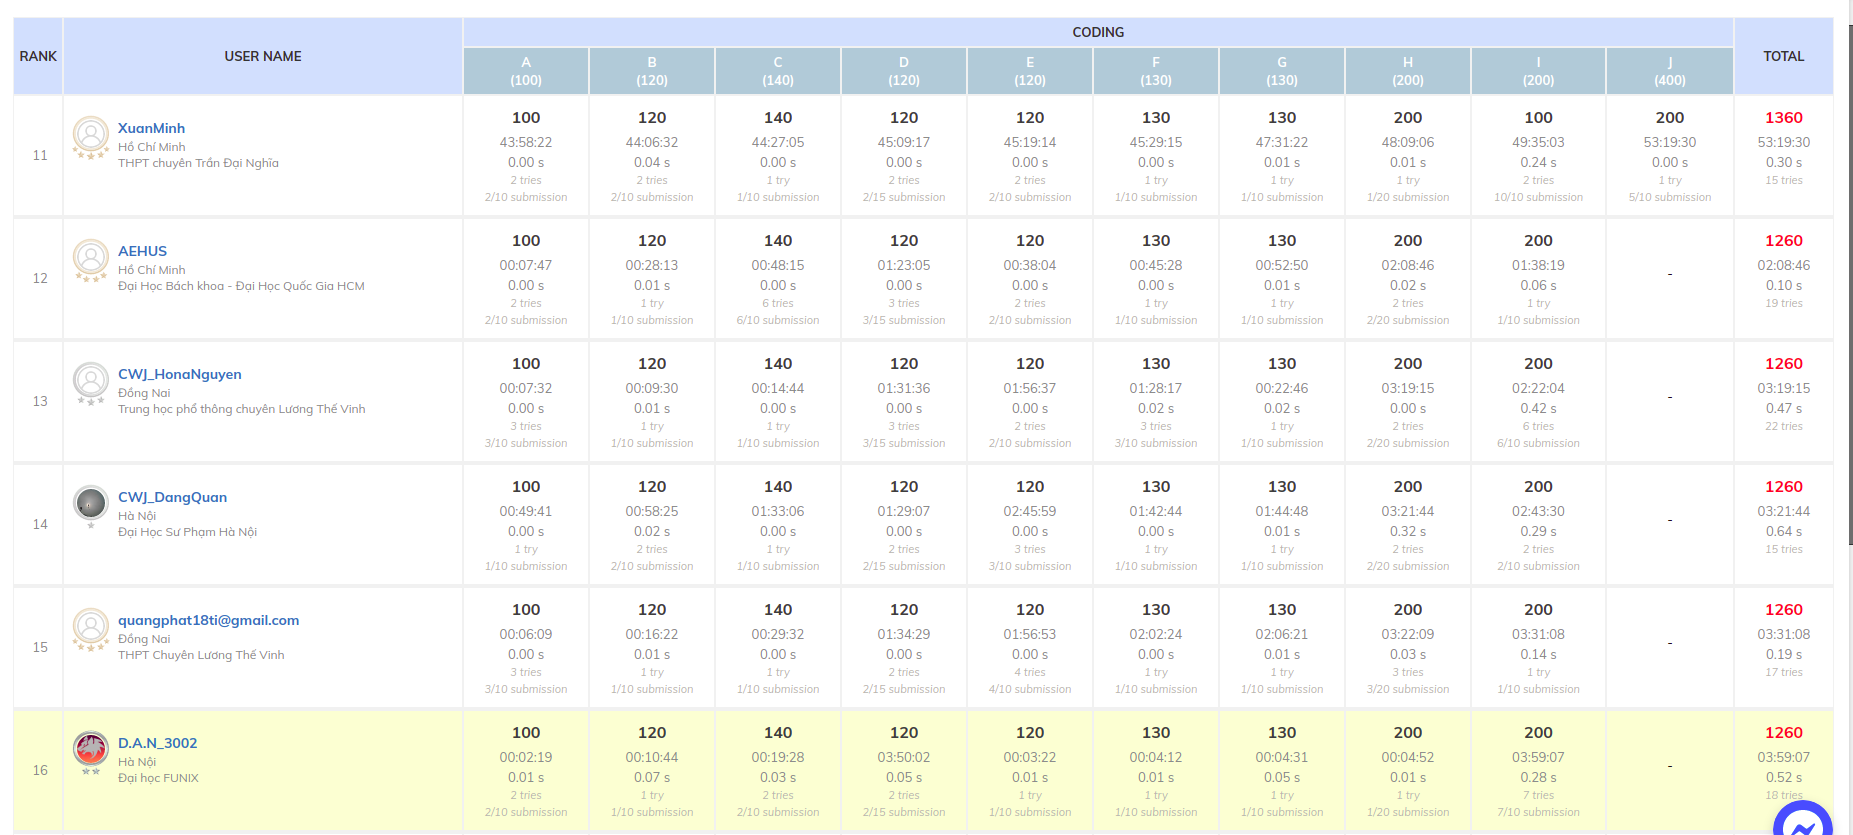 RANK USER NAME CODING TOTAL
A B C D E F G H I J
(100) (120) (140) (120) (120) (130) (130) (200) (200) (400)
11
XuanMinh
Hồ Chí Minh
THPT chuyên Trần Đại Nghĩa
100 120 140 120 120 130 130 200 100 200 1360
43:58:22 44:06:32 44:27:05 45:09:17 45:19:14 45:29:15 47:31:22 48:09:06 49:35:03 53:19:30 53:19:30
0.00 s 0.04 s 0.00 s 0.00 s 0.00 s 0.00 s 0.01 s 0.01 s 0.24 s 0.00 s 0.30 s
2 tries 2 tries 1 try 2 tries 2 tries 1 try 1 try 1 try 2 tries 1 try 15 tries
2/10 submission 2/10 submission 1/10 submission 2/15 submission 2/10 submission 1/10 submission 1/10 submission 1/20 submission 10/10 submission 5/10 submission
12
AEHUS
Hồ Chí Minh
Đại Học Bách khoa - Đại Học Quốc Gia HCM
100 120 140 120 120 130 130 200 200 - 1260
00:07:47 00:28:13 00:48:15 01:23:05 00:38:04 00:45:28 00:52:50 02:08:46 01:38:19 02:08:46
0.00 s 0.01 s 0.00 s 0.00 s 0.00 s 0.00 s 0.01 s 0.02 s 0.06 s 0.10 s
2 tries 1 try 6 tries 3 tries 2 tries 1 try 1 try 2 tries 1 try 19 tries
2/10 submission 1/10 submission 6/10 submission 3/15 submission 2/10 submission 1/10 submission 1/10 submission 2/20 submission 1/10 submission
13
CWJ_HonaNguyen
Đồng Nai
Trung học phổ thông chuyên Lương Thế Vinh
100 120 140 120 120 130 130 200 200 - 1260
00:07:32 00:09:30 00:14:44 01:31:36 01:56:37 01:28:17 00:22:46 03:19:15 02:22:04 03:19:15
0.00 s 0.01 s 0.00 s 0.00 s 0.00 s 0.02 s 0.02 s 0.00 s 0.42 s 0.47 s
3 tries 1 try 1 try 3 tries 2 tries 3 tries 1 try 2 tries 6 tries 22 tries
3/10 submission 1/10 submission 1/10 submission 3/15 submission 2/10 submission 3/10 submission 1/10 submission 2/20 submission 6/10 submission
14
CWJ_DangQuan
Hà Nội
Đại Học Sư Phạm Hà Nội
100 120 140 120 120 130 130 200 200 - 1260
00:49:41 00:58:25 01:33:06 01:29:07 02:45:59 01:42:44 01:44:48 03:21:44 02:43:30 03:21:44
0.00 s 0.02 s 0.00 s 0.00 s 0.00 s 0.00 s 0.01 s 0.32 s 0.29 s 0.64 s
1 try 2 tries 1 try 2 tries 3 tries 1 try 1 try 2 tries 2 tries 15 tries
1/10 submission 2/10 submission 1/10 submission 2/15 submission 3/10 submission 1/10 submission 1/10 submission 2/20 submission 2/10 submission
15
quangphat18ti@gmail.com
Đồng Nai
THPT Chuyên Lương Thế Vinh
100 120 140 120 120 130 130 200 200 - 1260
00:06:09 00:16:22 00:29:32 01:34:29 01:56:53 02:02:24 02:06:21 03:22:09 03:31:08 03:31:08
0.00 s 0.01 s 0.00 s 0.00 s 0.00 s 0.00 s 0.01 s 0.03 s 0.14 s 0.19 s
3 tries 1 try 1 try 2 tries 4 tries 1 try 1 try 3 tries 1 try 17 tries
3/10 submission 1/10 submission 1/10 submission 2/15 submission 4/10 submission 1/10 submission 1/10 submission 3/20 submission 1/10 submission
16
D.A.N_3002
Hà Nội
Đại học FUNIX
100 120 140 120 120 130 130 200 200 - 1260
00:02:19 00:10:44 00:19:28 03:50:02 00:03:22 00:04:12 00:04:31 00:04:52 03:59:07 03:59:07
0.01 s 0.07 s 0.03 s 0.05 s 0.01 s 0.01 s 0.05 s 0.01 s 0.28 s 0.52 s
2 tries 1 try 2 tries 2 tries 1 try 1 try 1 try 1 try 7 tries 18 tries
2/10 submission 1/10 submission 2/10 submission 2/15 submission 1/10 submission 1/10 submission 1/10 submission 1/20 submission 7/10 submission